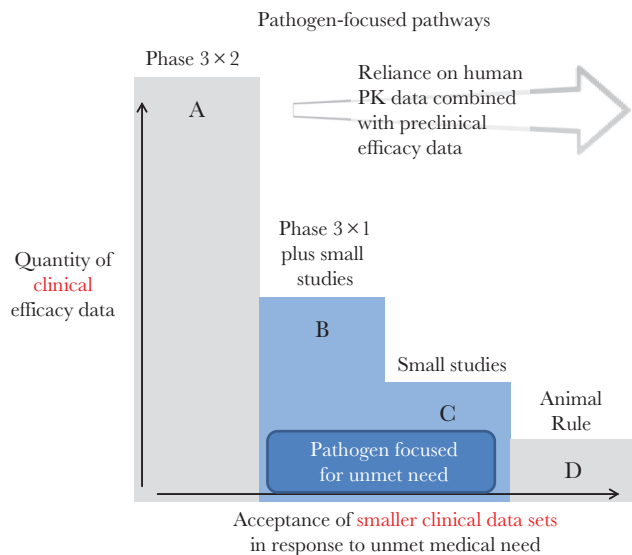 Pathogen-focused pathways
Phase 3 × 2
A
Reliance on human
PK data combined
with preclinical
efficacy data
Quantity of
clinical
efficacy data
Phase 3 × 1
plus small
studies
B
Small studies
C
Pathogen focused
for unmet need
Animal
Rule
D
Acceptance of smaller clinical data sets
in response to unmet medical need